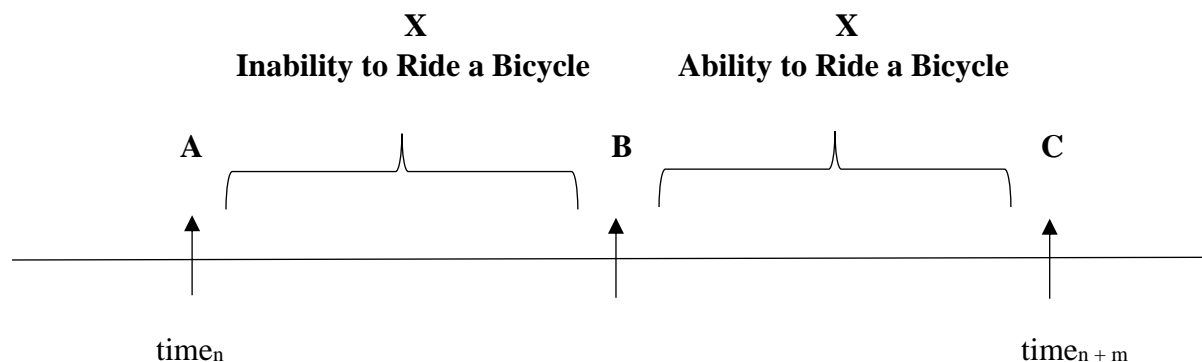 X X
Inability to Ride a Bicycle Ability to Ride a Bicycle
A B C
timeₙ timeₙ ₊ ₘ